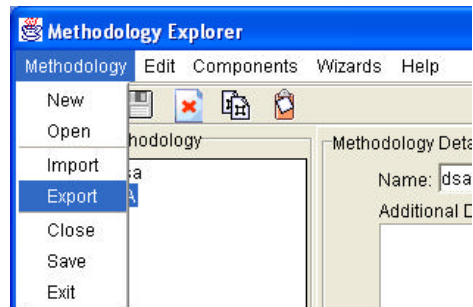 Methodology Explorer
Methodology Edit Components Wizards Help
New
Open
Import
Export
Close
Save
Exit
Methodology Deta
Name: dsa
Additional D